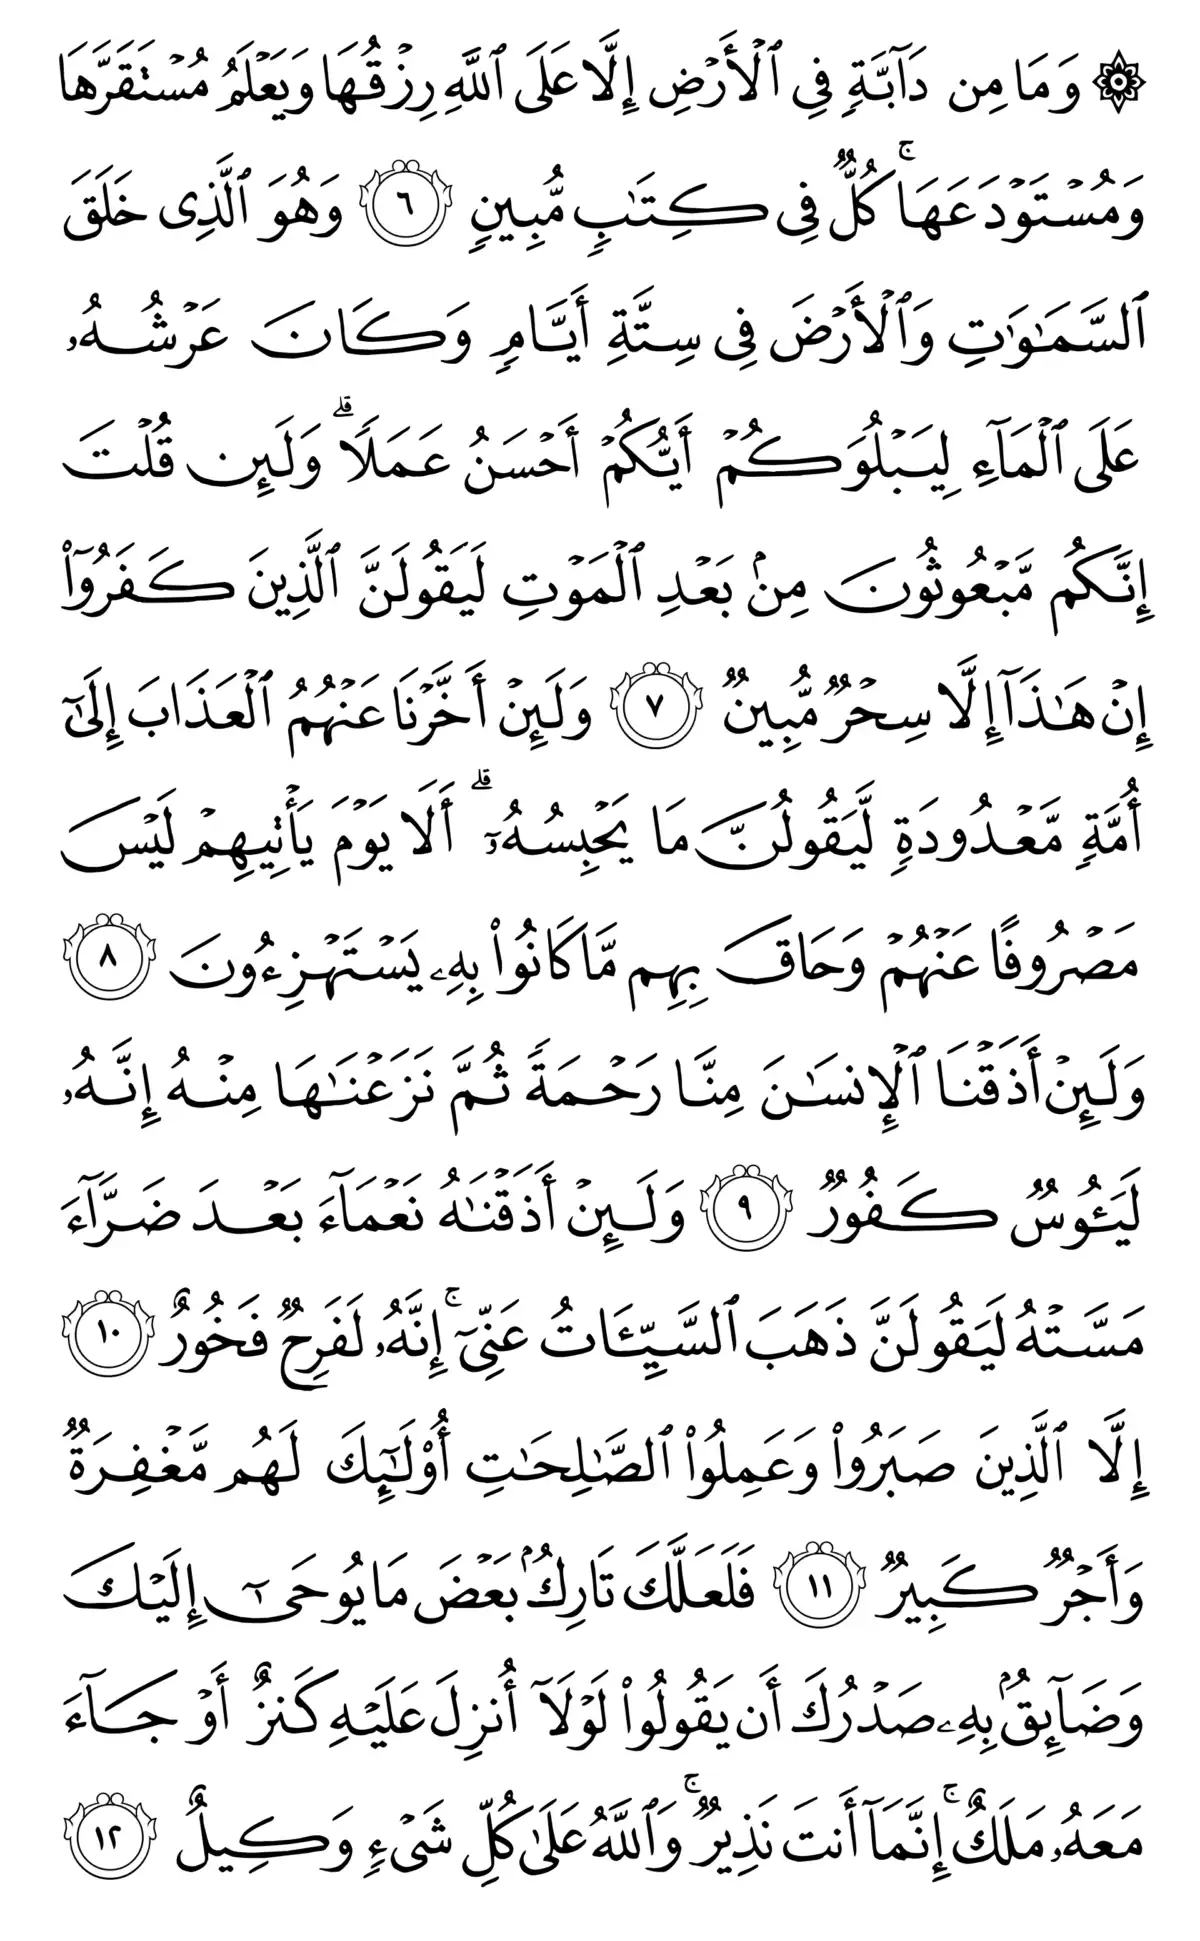 ۞ وَمَا مِن دَآبَّةٍ فِي ٱلۡأَرۡضِ إِلَّا عَلَى ٱللَّهِ رِزۡقُهَا وَيَعۡلَمُ مُسۡتَقَرَّهَا
وَمُسۡتَوۡدَعَهَاۚ كُلّٞ فِي كِتَٰبٖ مُّبِينٖ ٦ وَهُوَ ٱلَّذِي خَلَقَ
ٱلسَّمَٰوَٰتِ وَٱلۡأَرۡضَ فِي سِتَّةِ أَيَّامٖ وَكَانَ عَرۡشُهُۥ
عَلَى ٱلۡمَآءِ لِيَبۡلُوَكُمۡ أَيُّكُمۡ أَحۡسَنُ عَمَلٗاۗ وَلَئِن قُلۡتَ
إِنَّكُم مَّبۡعُوثُونَ مِنۢ بَعۡدِ ٱلۡمَوۡتِ لَيَقُولَنَّ ٱلَّذِينَ كَفَرُوٓاْ
إِنۡ هَٰذَآ إِلَّا سِحۡرٞ مُّبِينٞ ٧ وَلَئِنۡ أَخَّرۡنَا عَنۡهُمُ ٱلۡعَذَابَ إِلَىٰٓ
أُمَّةٖ مَّعۡدُودَةٖ لَّيَقُولُنَّ مَا يَحۡبِسُهُۥٓۗ أَلَا يَوۡمَ يَأۡتِيهِمۡ لَيۡسَ
مَصۡرُوفًا عَنۡهُمۡ وَحَاقَ بِهِم مَّا كَانُواْ بِهِۦ يَسۡتَهۡزِءُونَ ٨
وَلَئِنۡ أَذَقۡنَا ٱلۡإِنسَٰنَ مِنَّا رَحۡمَةٗ ثُمَّ نَزَعۡنَٰهَا مِنۡهُ إِنَّهُۥ
لَيَـُٔوسٞ كَفُورٞ ٩ وَلَئِنۡ أَذَقۡنَٰهُ نَعۡمَآءَ بَعۡدَ ضَرَّآءَ
مَسَّتۡهُ لَيَقُولَنَّ ذَهَبَ ٱلسَّيِّـَٔاتُ عَنِّيٓۚ إِنَّهُۥ لَفَرِحٞ فَخُورٌ ١٠
إِلَّا ٱلَّذِينَ صَبَرُواْ وَعَمِلُواْ ٱلصَّٰلِحَٰتِ أُوْلَٰٓئِكَ لَهُم مَّغۡفِرَةٞ
وَأَجۡرٞ كَبِيرٞ ١١ فَلَعَلَّكَ تَارِكُۢ بَعۡضَ مَا يُوحَىٰٓ إِلَيۡكَ
وَضَآئِقُۢ بِهِۦ صَدۡرُكَ أَن يَقُولُواْ لَوۡلَآ أُنزِلَ عَلَيۡهِ كَنزٌ أَوۡ جَآءَ
مَعَهُۥ مَلَكٌۚ إِنَّمَآ أَنتَ نَذِيرٞۚ وَٱللَّهُ عَلَىٰ كُلِّ شَيۡءٖ وَكِيلٌ ١٢